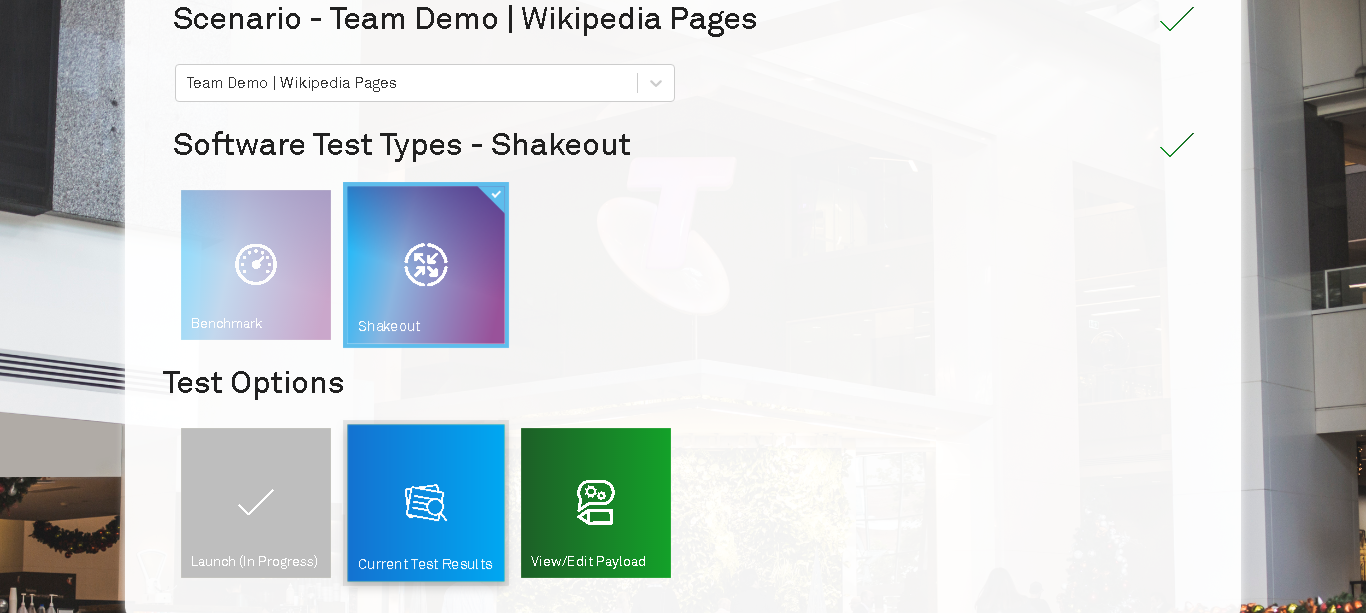 Scenario - Team Demo | Wikipedia Pages
Team Demo | Wikipedia Pages
Software Test Types - Shakeout
Benchmark
Shakeout
Test Options
Launch (In Progress)
Current Test Results
View/Edit Payload